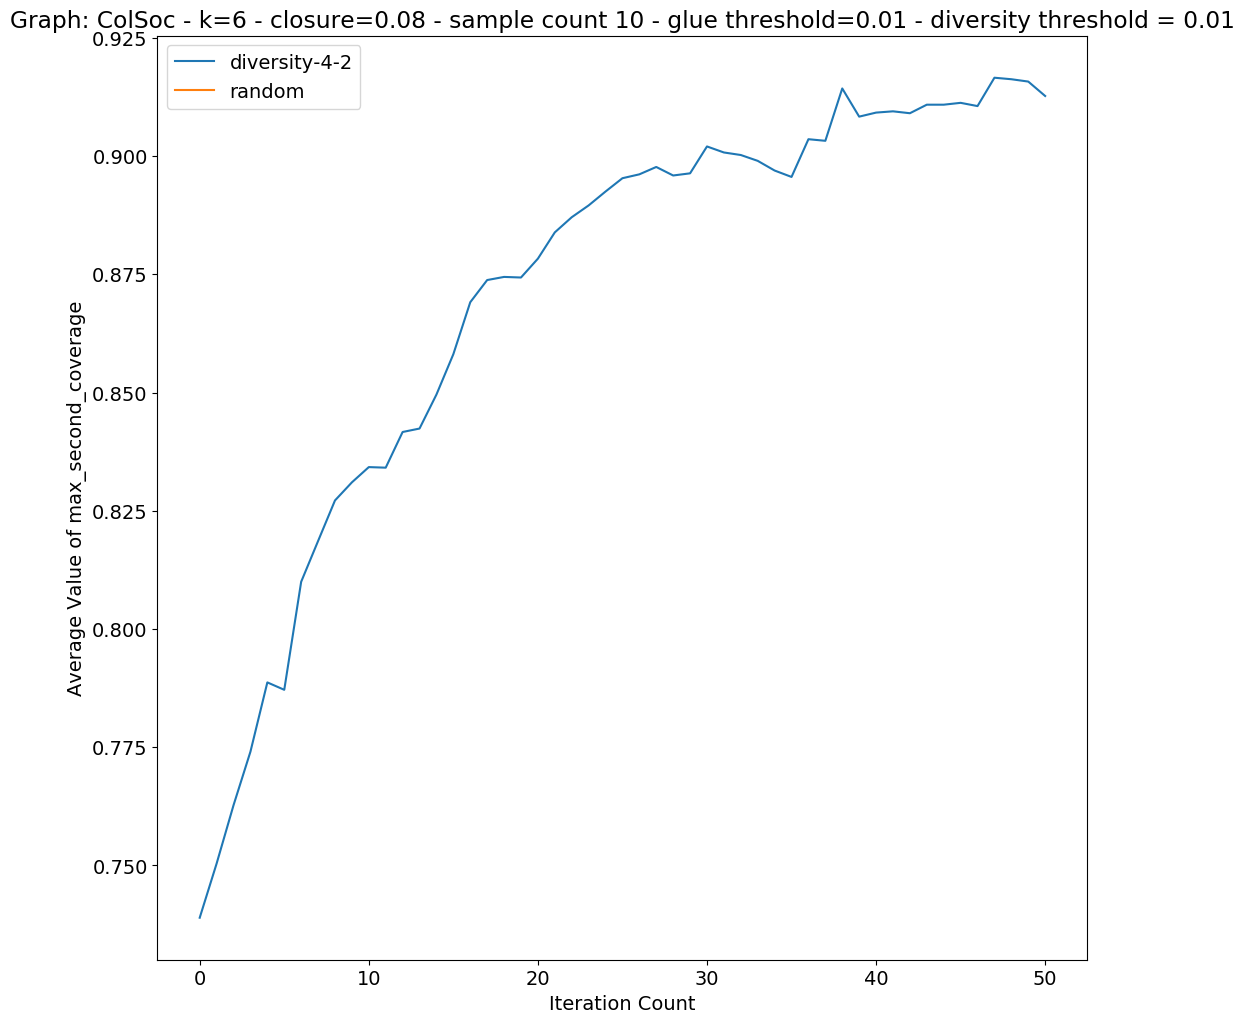 Graph: ColSoc - k=6 - closure=0.08 - sample count 10 - glue threshold=0.01 - diversity threshold = 0.01
diversity-4-2
random
Average Value of max_second_coverage
0.925
0.900
0.875
0.850
0.825
0.800
0.775
0.750
0 10 20 30 40 50
Iteration Count